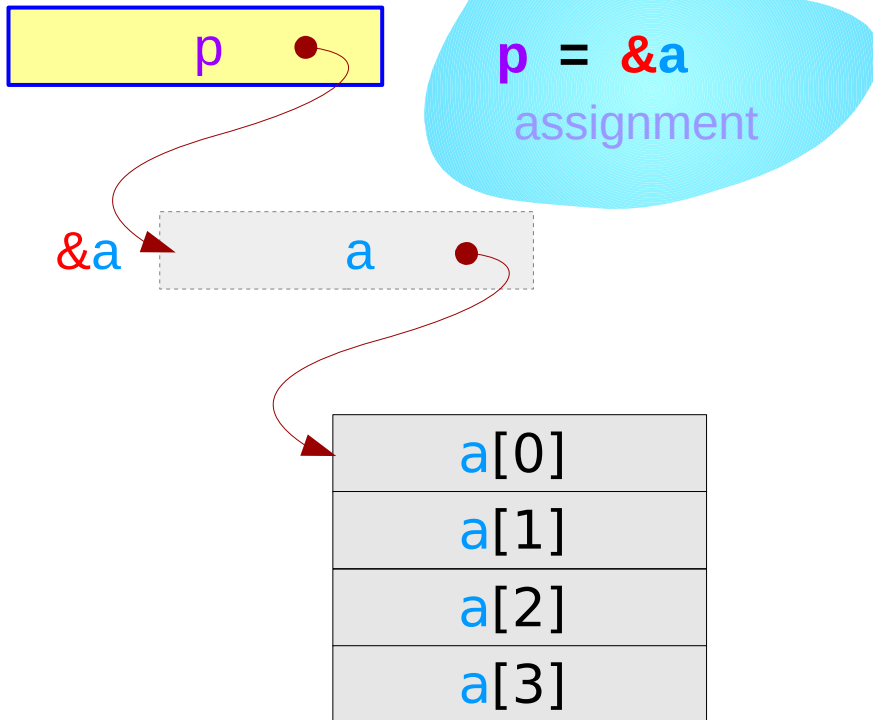 p
p = &a
assignment
&a
a
a[0]
a[1]
a[2]
a[3]